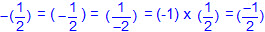 -(1/2) = (-1/2) = (1/-2) = (-1) x (1/2) = (-1/2)